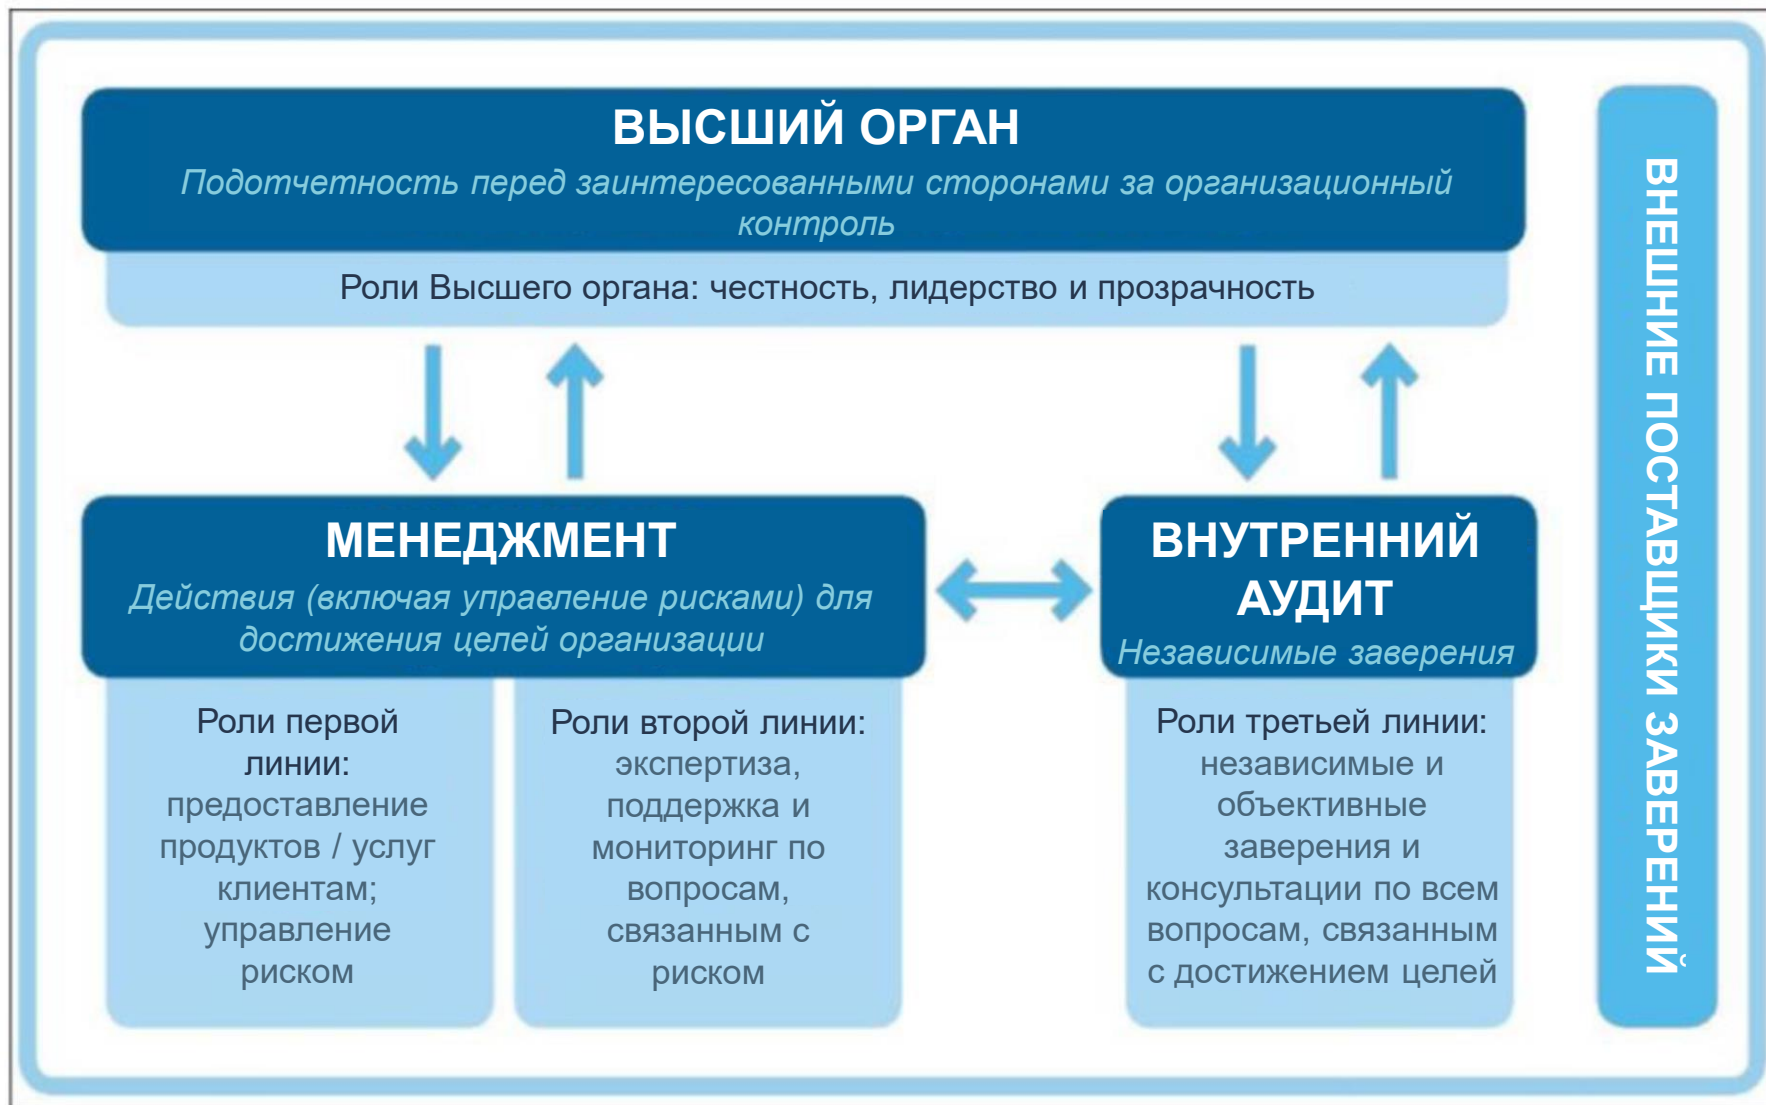 ВЫСШИЙ ОРГАН
Подотчетность перед заинтересованными сторонами за организационный
контроль
Роли Высшего органа: честность, лидерство и прозрачность
МЕНЕДЖМЕНТ
Действия (включая управление рисками) для
достижения целей организации
Роли первой
линии:
предоставление
продуктов / услуг
клиентам;
управление
риском
Роли второй линии:
экспертиза,
поддержка и
мониторинг по
вопросам,
связанным с
риском
ВНУТРЕННИЙ
АУДИТ
Независимые заверения
Роли третьей линии:
независимые и
объективные
заверения и
консультации по всем
вопросам, связанным
с достижением целей
ВНЕШНИЕ ПОСТАВЩИКИ ЗАВЕРЕНИЙ